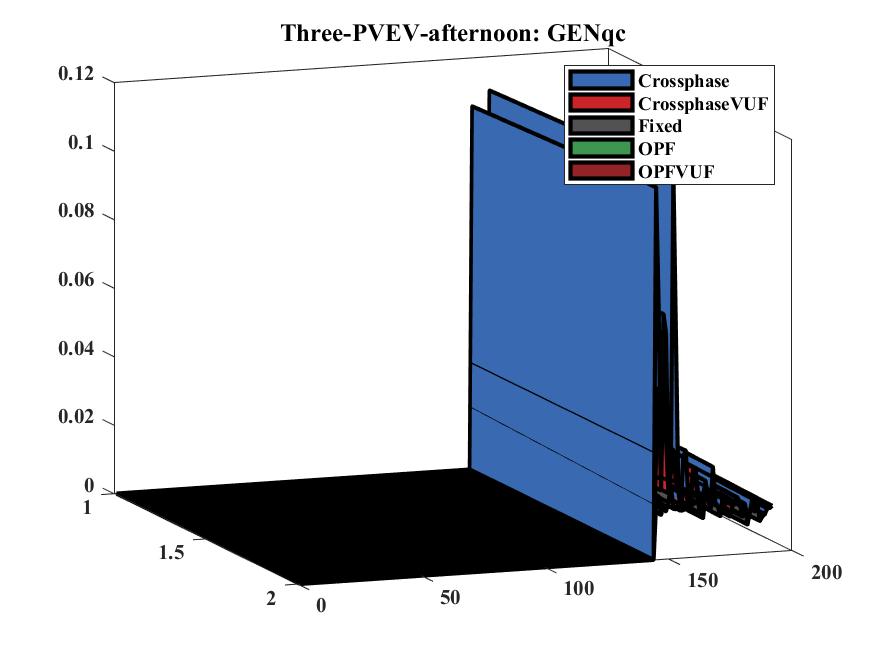 Three-PVEV-afternoon: GENqc
Crossphase
CrossphaseVUF
Fixed
OPF
OPFVUF
0.12
0.1
0.08
0.06
0.04
0.02
0
1
1.5
2
0
50
100
150
200